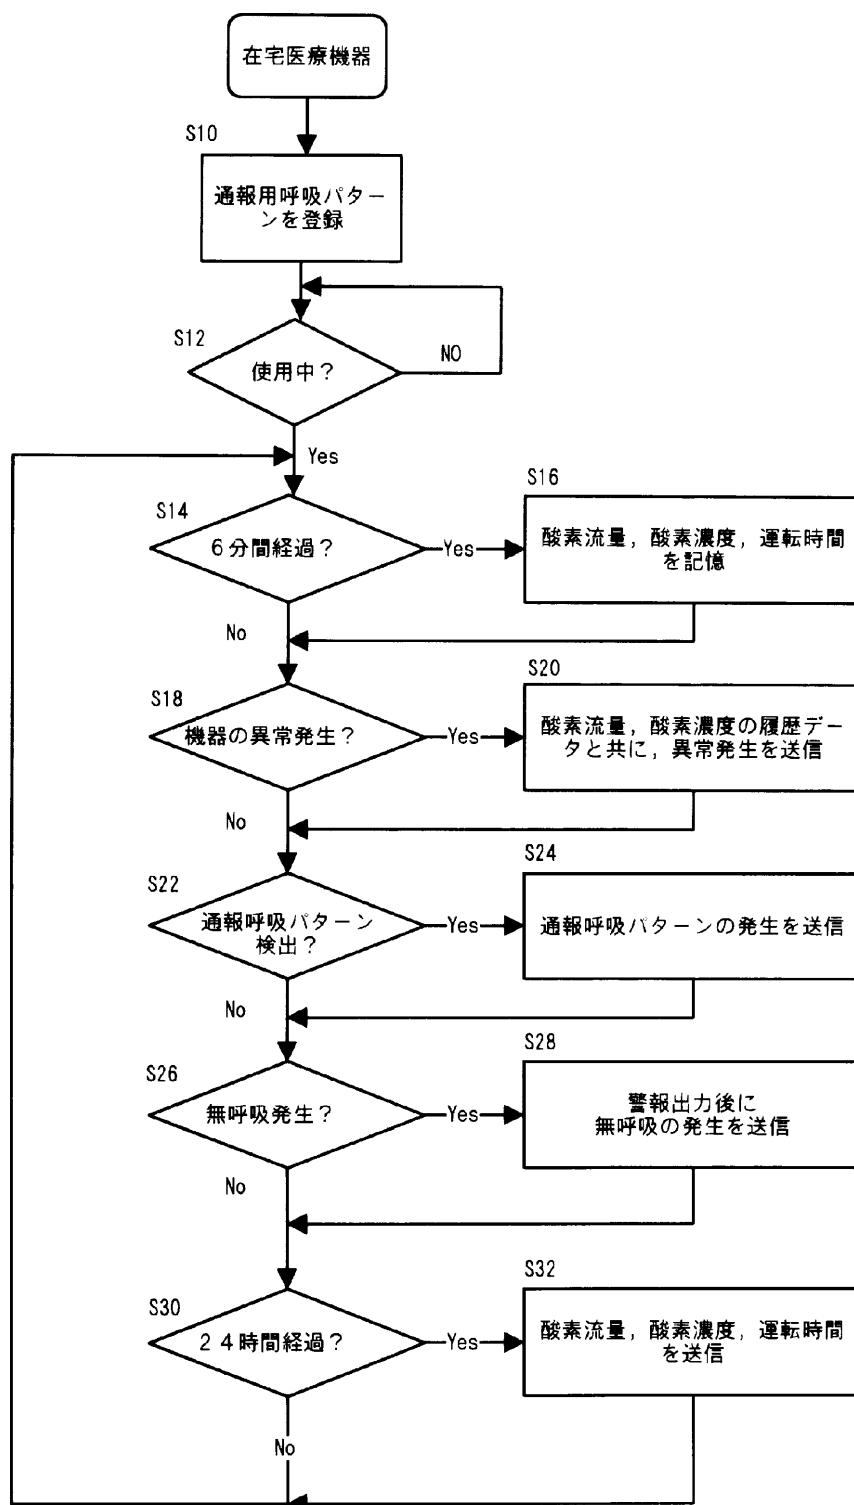 在宅医療機器
S10
通報用呼吸パター
ンを登録
S12
使用中？
NO
Yes
S14
６分間経過？
Yes
S16
酸素流量，酸素濃度，運転時間
を記憶
No
S18
機器の異常発生？
Yes
S20
酸素流量，酸素濃度の履歴デー
タと共に，異常発生を送信
No
S22
通報呼吸パターン
検出？
Yes
S24
通報呼吸パターンの発生を送信
No
S26
無呼吸発生？
Yes
S28
警報出力後に
無呼吸の発生を送信
No
S30
２４時間経過？
Yes
S32
酸素流量，酸素濃度，運転時間
を送信
No